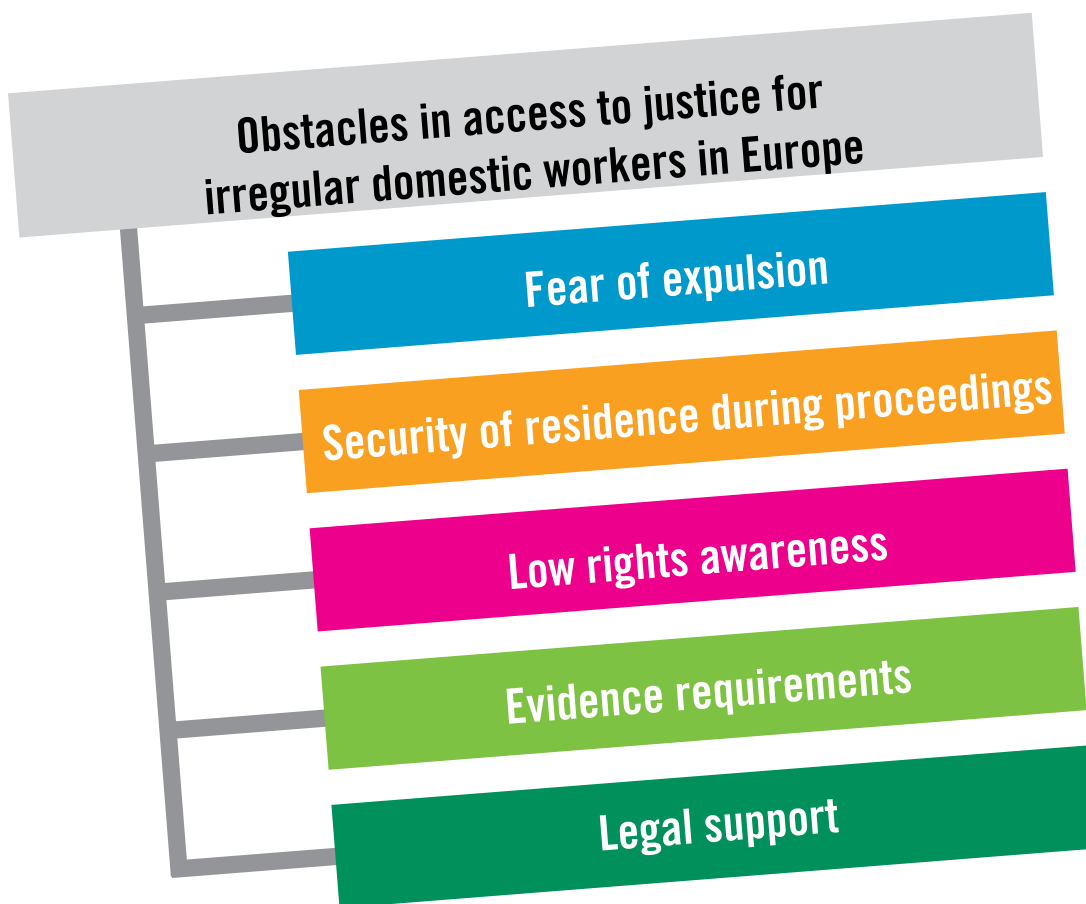 Obstacles in access to justice for
irregular domestic workers in Europe
Fear of expulsion
Security of residence during proceedings
Low rights awareness
Evidence requirements
Legal support